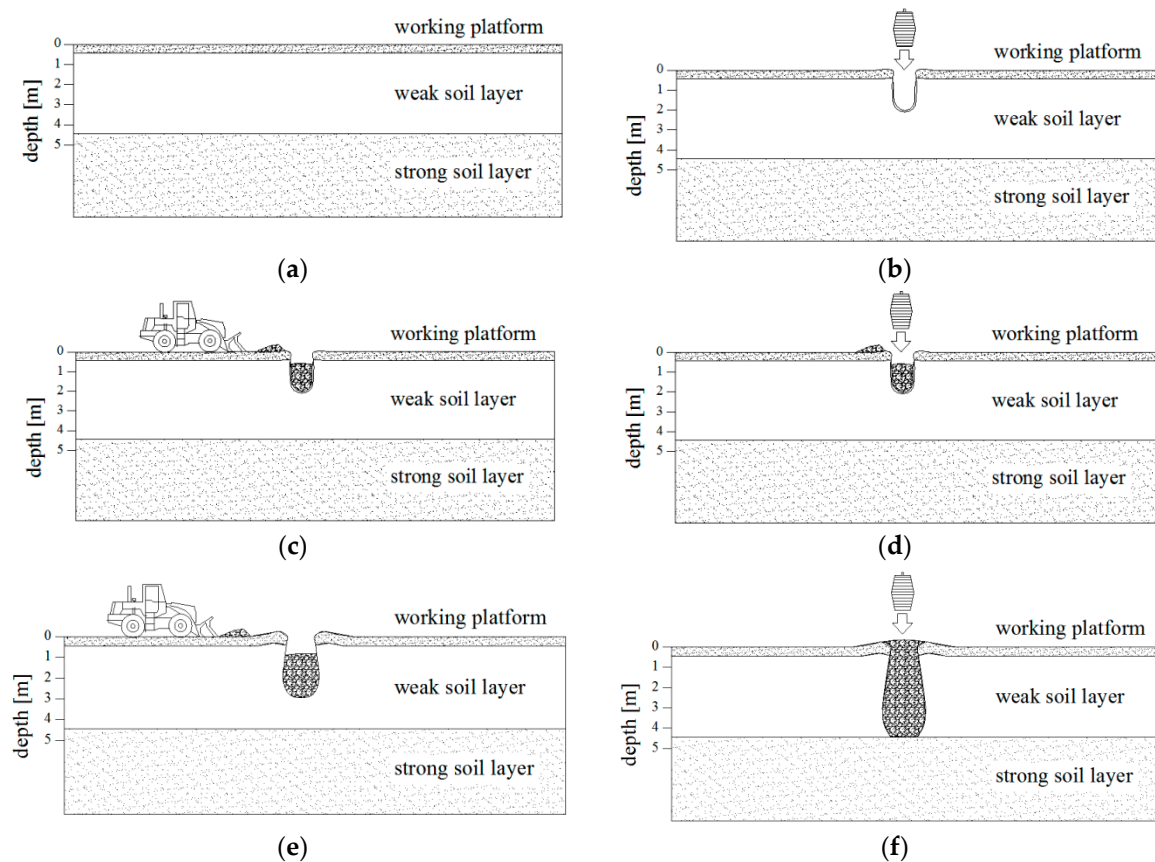 working platform
0
1
2
3
4
5
depth [m]
weak soil layer
strong soil layer
(a)
working platform
0
1
2
3
4
5
depth [m]
weak soil layer
strong soil layer
(b)
working platform
0
1
2
3
4
5
depth [m]
weak soil layer
strong soil layer
(c)
working platform
0
1
2
3
4
5
depth [m]
weak soil layer
strong soil layer
(d)
working platform
0
1
2
3
4
5
depth [m]
weak soil layer
strong soil layer
(e)
working platform
0
1
2
3
4
5
depth [m]
weak soil layer
strong soil layer
(f)